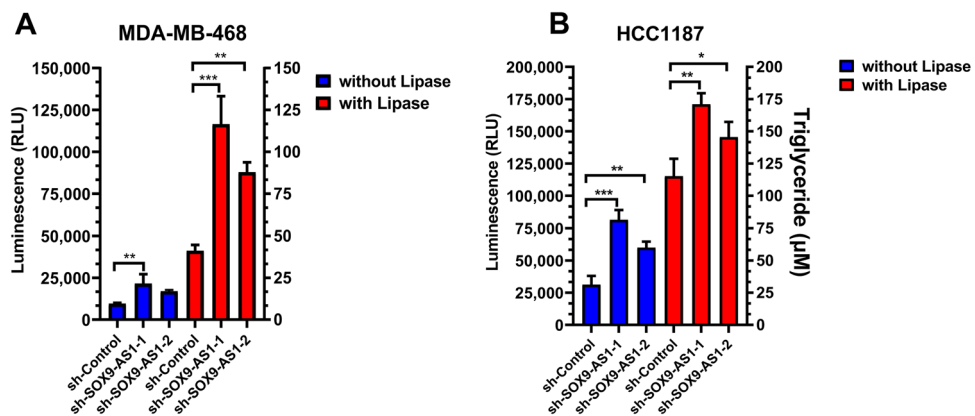 A
MDA-MB-468
Luminescence (RLU)
150,000
125,000
100,000
75,000
50,000
25,000
0
**
**
***
150
125
100
75
50
25
0
without Lipase
with Lipase
sh-Control
sh-SOX9-AS1-1
sh-SOX9-AS1-2
sh-Control
sh-SOX9-AS1-1
sh-SOX9-AS1-2
B
HCC1187
Luminescence (RLU)
200,000
175,000
150,000
125,000
100,000
75,000
50,000
25,000
0
**
***
*
**
200
175
150
125
100
75
50
25
0
Triglyceride (µM)
without Lipase
with Lipase
sh-Control
sh-SOX9-AS1-1
sh-SOX9-AS1-2
sh-Control
sh-SOX9-AS1-1
sh-SOX9-AS1-2